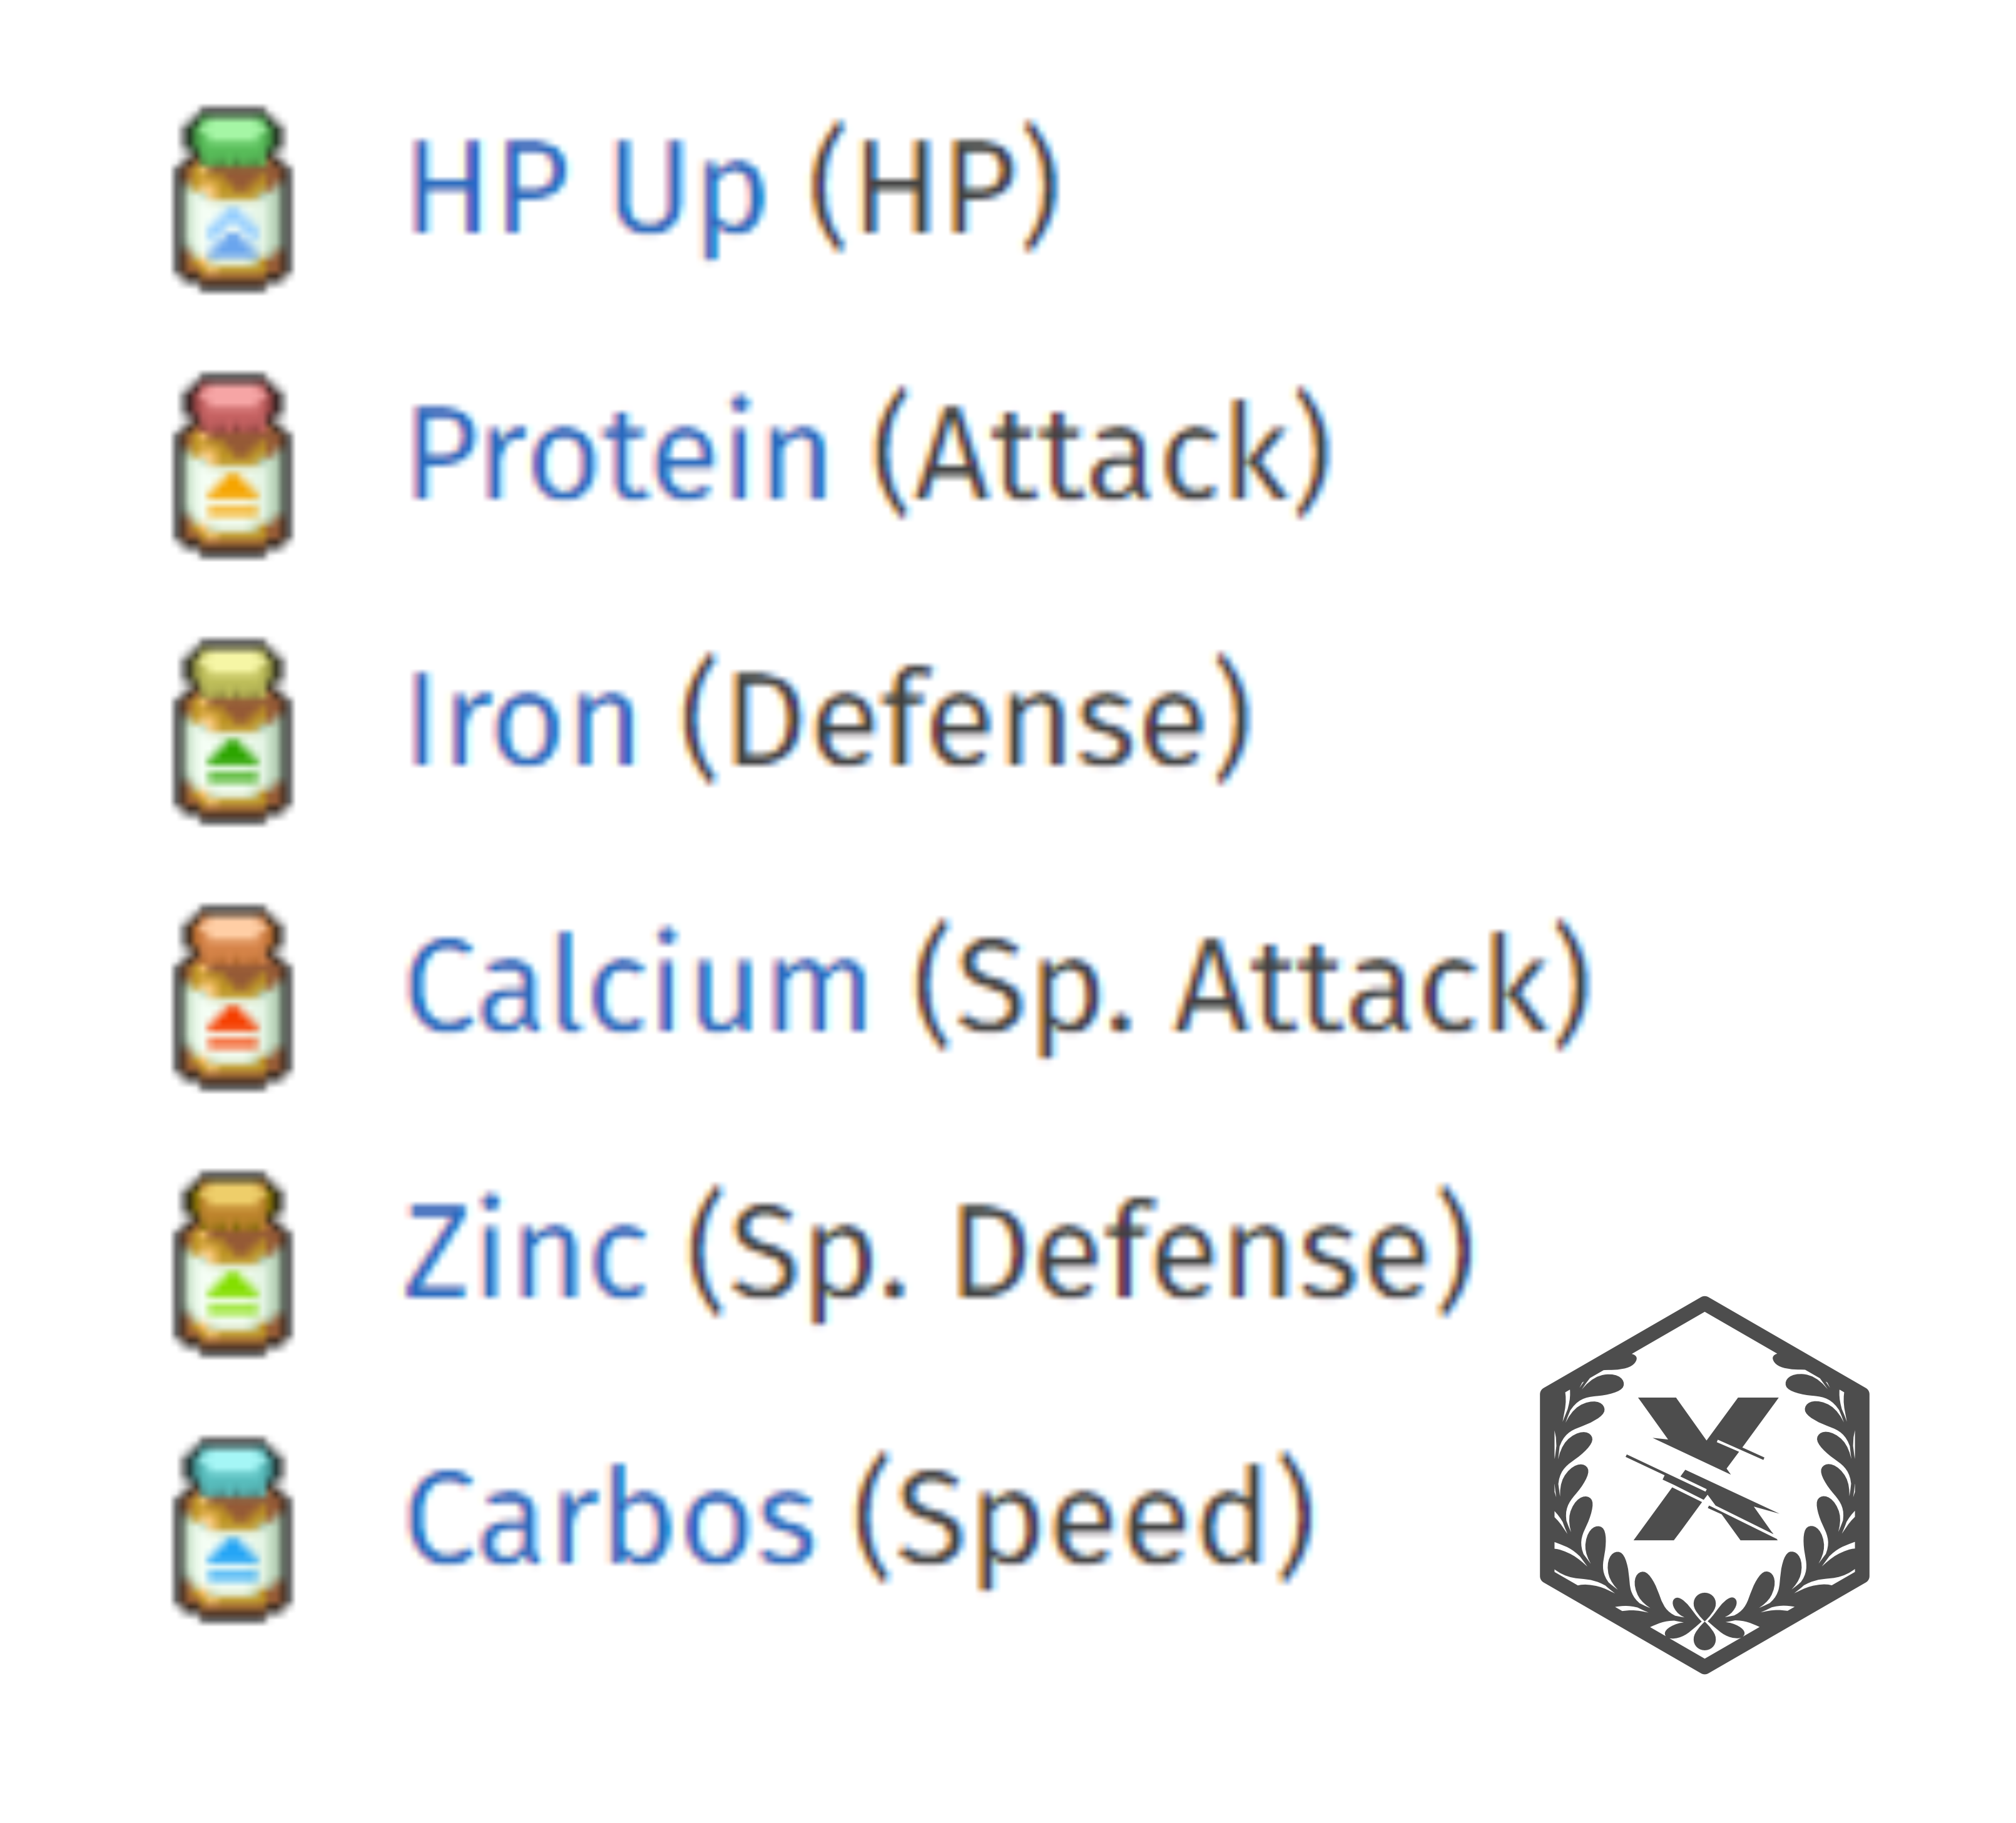 HP Up (HP)
Protein (Attack)
Iron (Defense)
Calcium (Sp. Attack)
Zinc (Sp. Defense)
Carbos (Speed)
X